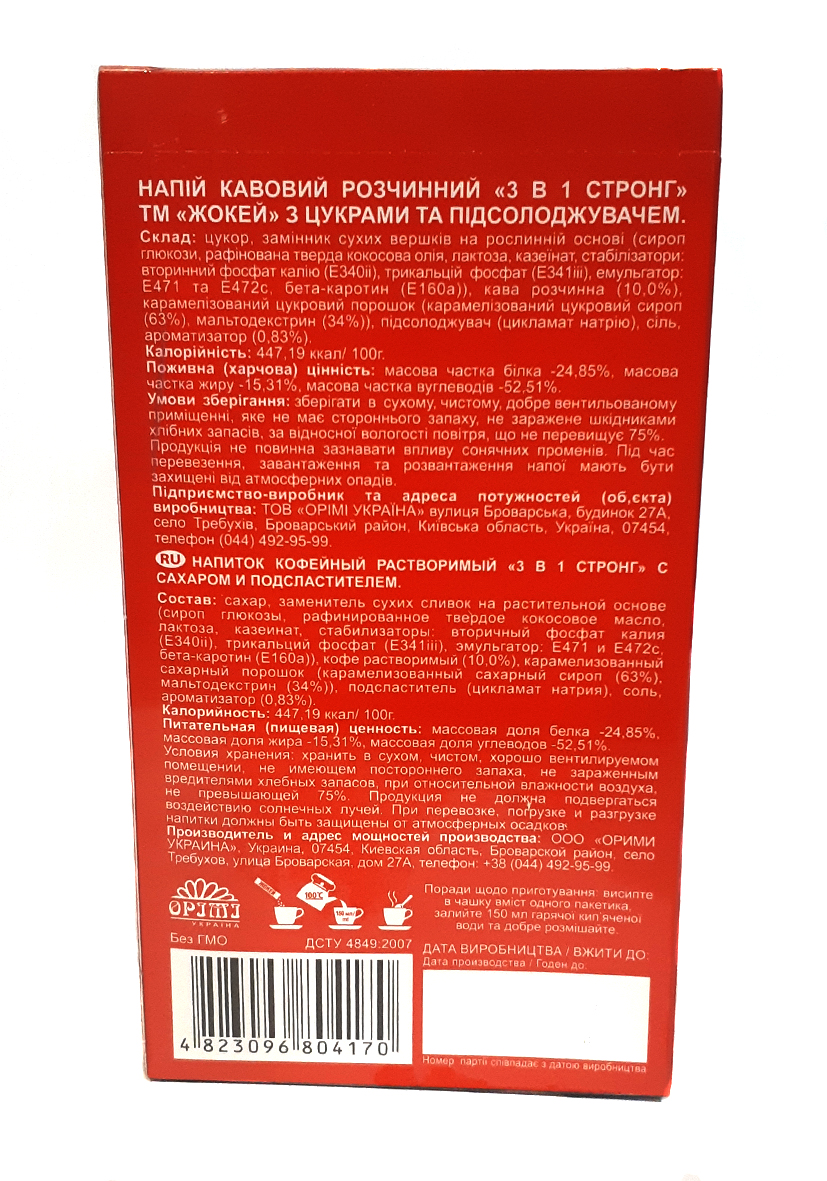 НАПІЙ КАВОВИЙ РОЗЧИННИЙ «3 В 1 СТРОНГ»
ТМ «ЖОКЕЙ» З ЦУКРАМИ ТА ПІДСОЛОДЖУВАЧЕМ.
Склад: цукор, замінник сухих вершків на рослинній основі (сироп
глюкози, рафінована тверда кокосова олія, лактоза, казеїнат, стабілізатори:
вторинний фосфат калію (Е340іі), трикальцій фосфат (Е341ііі), емульгатор:
Е471 та Е472с, бета-каротин (Е160а)), кава розчинна (10,0%),
карамелізований цукровий порошок (карамелізований цукровий сироп
(63%), мальтодекстрин (34%)), підсолоджувач (цикламат натрію), сіль,
ароматизатор (0,83%).
Калорійність: 447,19 ккал/ 100г.
Поживна (харчова) цінність: масова частка білка -24,85%, масова
частка жиру -15,31%, масова частка вуглеводів -52,51%.
Умови зберігання: зберігати в сухому, чистому, добре вентильованому
приміщенні, яке не має стороннього запаху, не заражене шкідниками
хлібних запасів, за відносної вологості повітря, що не перевищує 75%.
Продукція не повинна зазнавати впливу сонячних променів. Під час
перевезення, завантаження та розвантаження напої мають бути
захищені від атмосферних опадів.
Підприємство-виробник та адреса потужностей (об,єкта)
виробництва: ТОВ «ОРІМІ УКРАЇНА» вулиця Броварська, будинок 27А,
село Требухів, Броварський район, Київська область, Україна, 07454,
телефон (044) 492-95-99.
RU НАПИТОК КОФЕЙНЫЙ РАСТВОРИМЫЙ «3 В 1 СТРОНГ» С
САХАРОМ И ПОДСЛАСТИТЕЛЕМ.
Состав: сахар, заменитель сухих сливок на растительной основе
(сироп глюкозы, рафинированное твердое кокосовое масло,
лактоза, казеинат, стабилизаторы: вторичный фосфат калия
(Е340іі), трикальций фосфат (Е341ііі), эмульгатор: Е471 и Е472с,
бета-каротин (Е160а)), кофе растворимый (10,0%), карамелизованный
сахарный порошок (карамелизованный сахарный сироп (63%),
мальтодекстрин (34%)), подсластитель (цикламат натрия), соль,
ароматизатор (0,83%).
Калорийность: 447,19 ккал/ 100г.
Питательная (пищевая) ценность: массовая доля белка -24,85%,
массовая доля жира -15,31%, массовая доля углеводов -52,51%.
Условия хранения: хранить в сухом, чистом, хорошо вентилируемом
помещении, не имеющем постороннего запаха, не зараженным
вредителями хлебных запасов, при относительной влажности воздуха,
не превышающей 75%. Продукция не должна подвергаться
воздействию солнечных лучей. При перевозке, погрузке и разгрузке
напитки должны быть защищены от атмосферных осадков.
Производитель и адрес мощностей производства: ООО «ОРИМИ
УКРАИНА», Украина, 07454, Киевская область, Броварской район, село
Требухов, улица Броварская, дом 27А, телефон: +38 (044) 492-95-99.
ОРІМІ
УКРАЇНА
100°С
150 мл/
ml
Поради щодо приготування: висипте
в чашку вміст одного пакетика,
залийте 150 мл гарячої кип'яченої
води та добре розмішайте.
Без ГМО
ДСТУ 4849:2007
ДАТА ВИРОБНИЦТВА / ВЖИТИ ДО:
Дата производства / Годен до:
4 823096 804170
Номер партії співпадає з датою виробництва